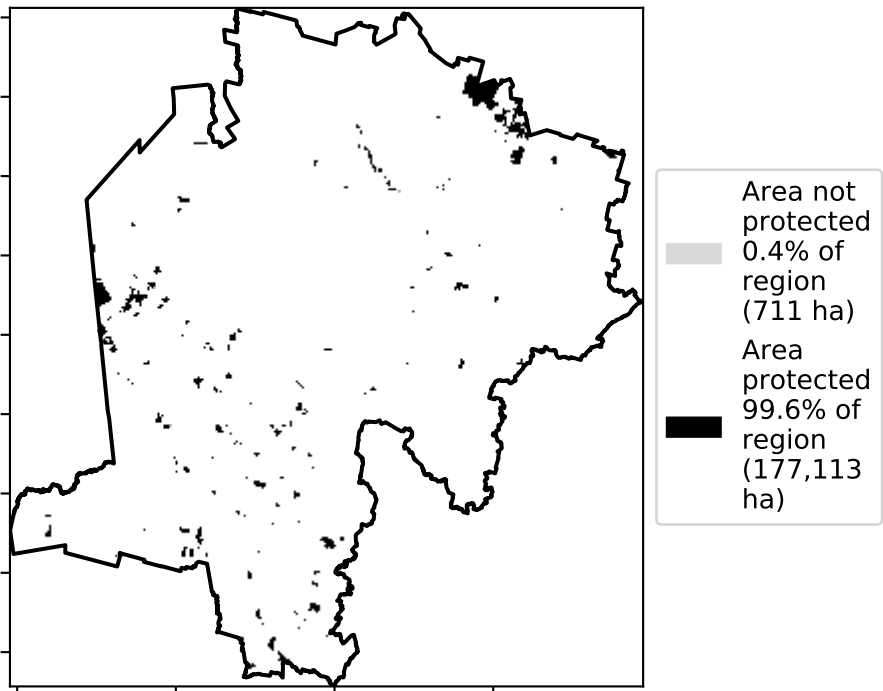 Area not
protected
0.4% of
region
(711 ha)
Area
protected
99.6% of
region
(177,113
ha)